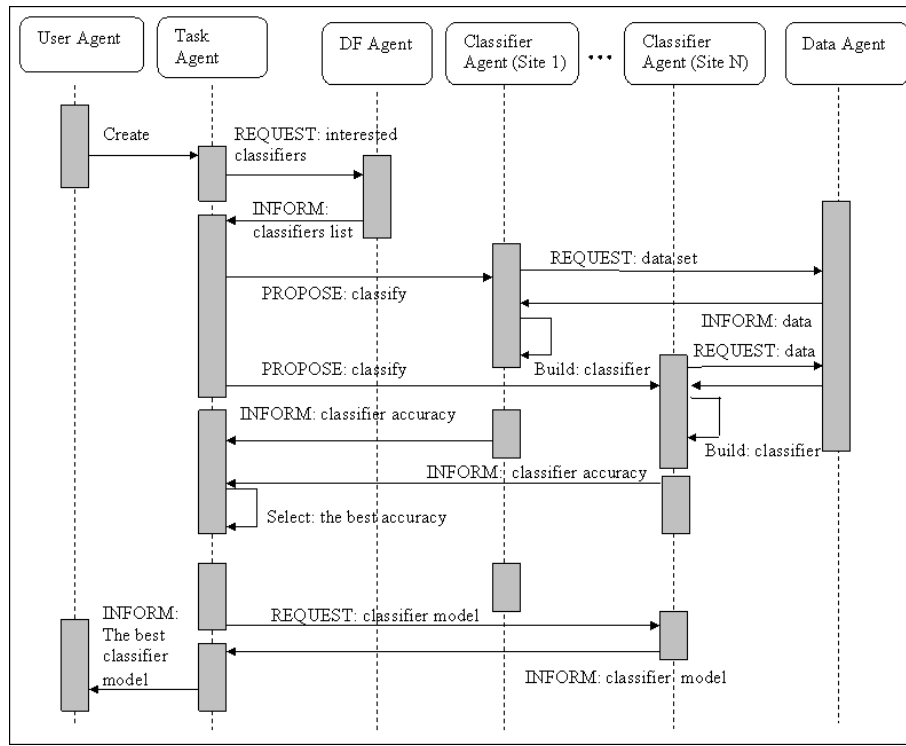 User Agent
Task
Agent
DF Agent
Classifier
Agent (Site 1)
...
Classifier
Agent (Site N)
Data Agent
Create
REQUEST: interested
classifiers
INFORM:
classifiers list
REQUEST: data set
PROPOSE: classify
INFORM: data
REQUEST: data
Build: classifier
PROPOSE: classify
INFORM: classifier accuracy
Build: classifier
INFORM: classifier accuracy
Select: the best accuracy
INFORM:
The best
classifier
model
REQUEST: classifier model
INFORM: classifier model